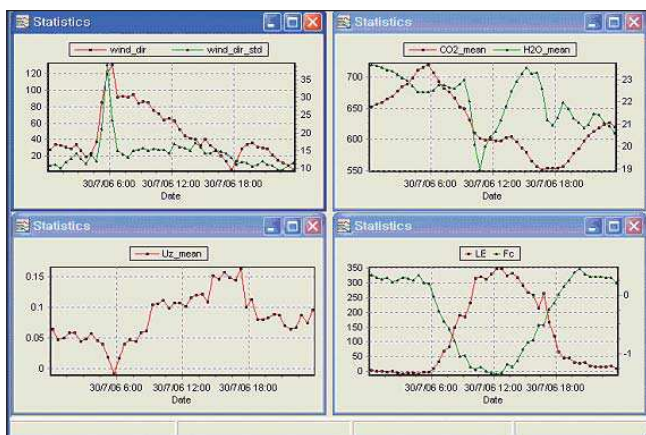 Statistics
wind_dir wind_dir_std
120
100
80
60
40
20
35
30
25
20
15
10
30/7/06 6:00 30/7/06 12:00 30/7/06 18:00
Date
Statistics
CO2_mean H2O_mean
700
650
600
550
23
22
21
20
19
30/7/06 6:00 30/7/06 12:00 30/7/06 18:00
Date
Statistics
Uz_mean
0.15
0.1
0.05
0
30/7/06 6:00 30/7/06 12:00 30/7/06 18:00
Date
Statistics
LE Fc
350
300
250
200
150
100
50
0
0
-1
30/7/06 6:00 30/7/06 12:00 30/7/06 18:00
Date